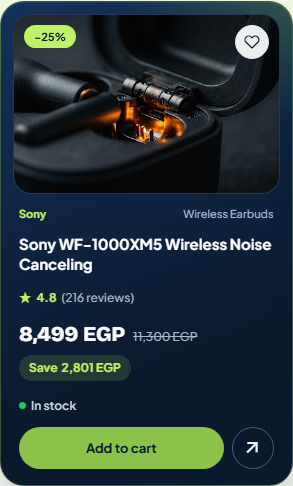 -25%
Sony Wireless Earbuds
Sony WF-1000XM5 Wireless Noise
Canceling
★ 4.8 (216 reviews)
8,499 EGP 11,300 EGP
Save 2,801 EGP
In stock
Add to cart